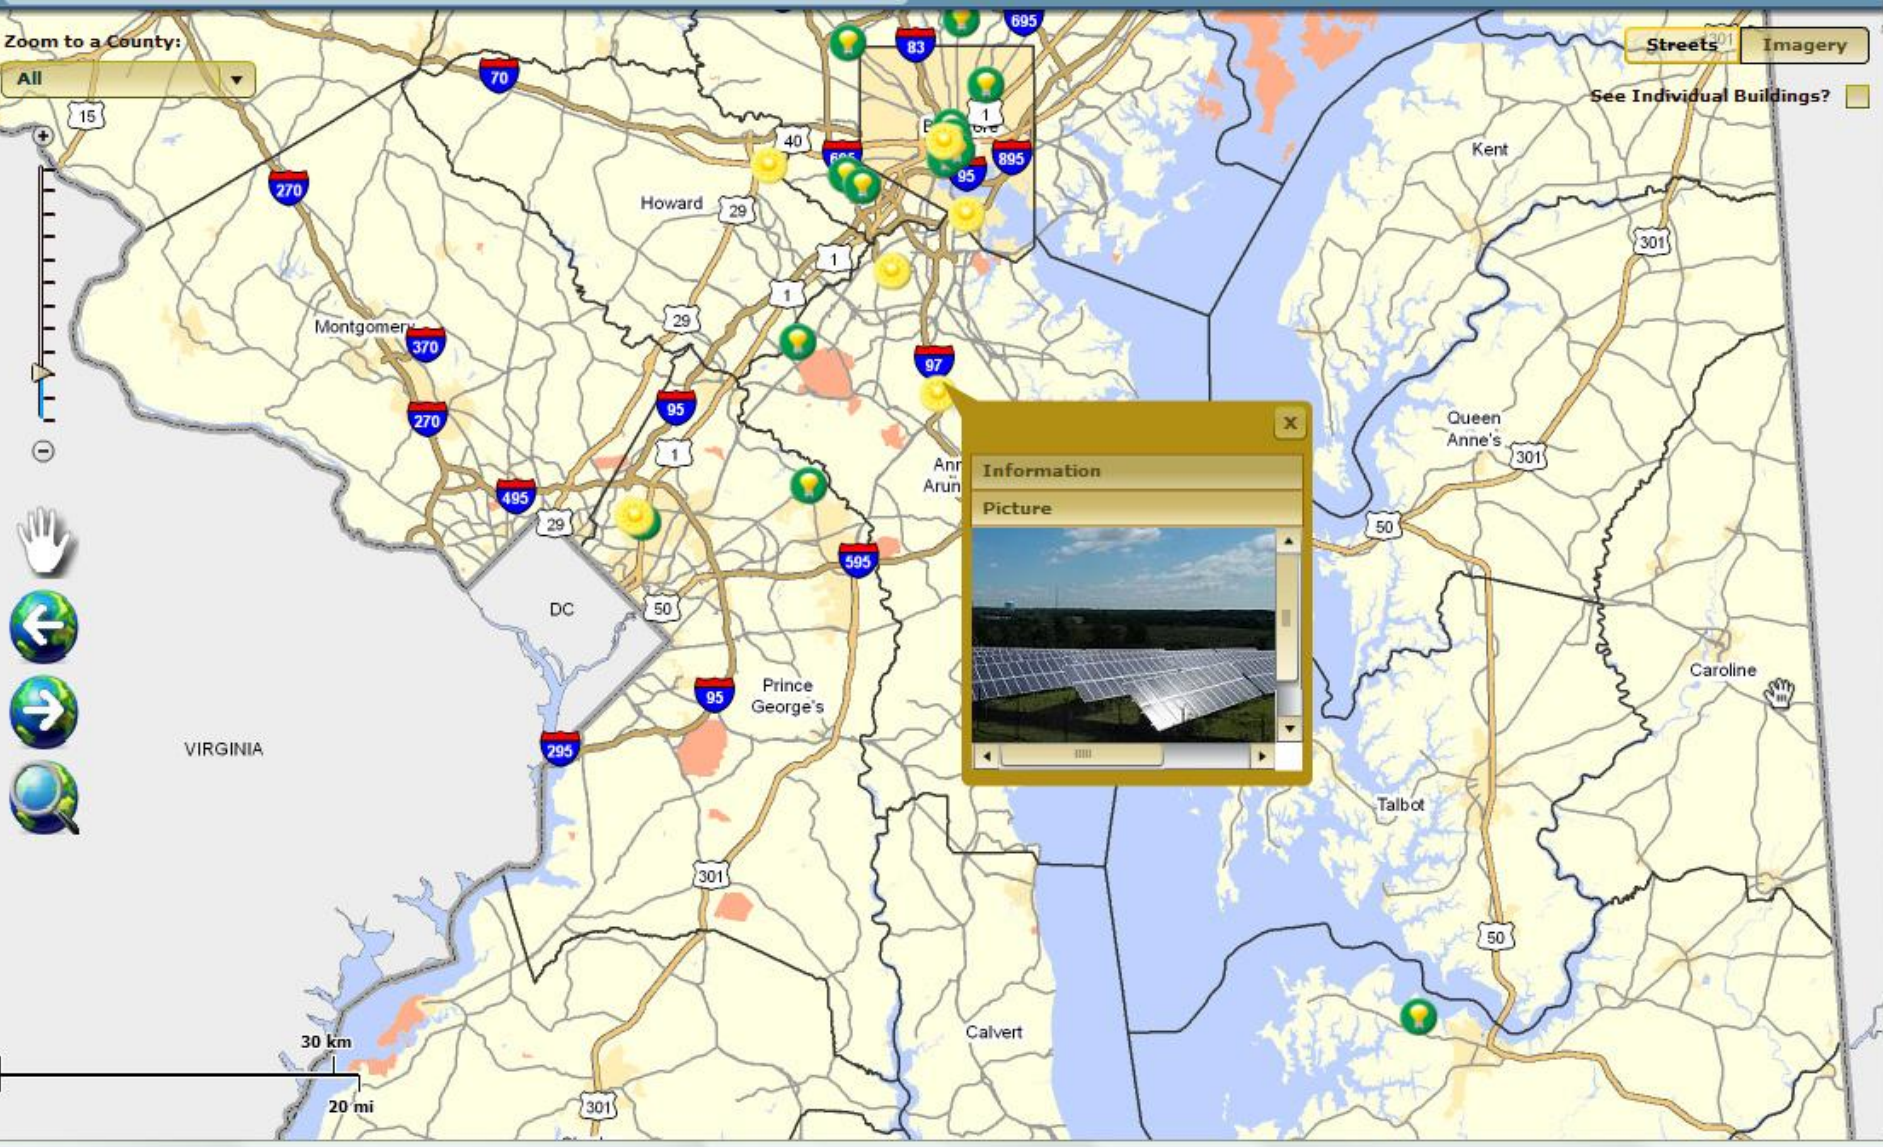 695
83
Zoom to a County:
Streets
301
Imagery
70
All
See Individual Buildings?
15
1
40
Kent
895
95
270
Howard
29
301
1
1
29
Montgomery
370
97
95
270
Queen
Anne's
1
301
Information
495
Picture
29
50
595
DC
50
Caroline
95
Prince
George's
VIRGINIA
295
Talbot
301
50
Calvert
30 km
20 mi
301